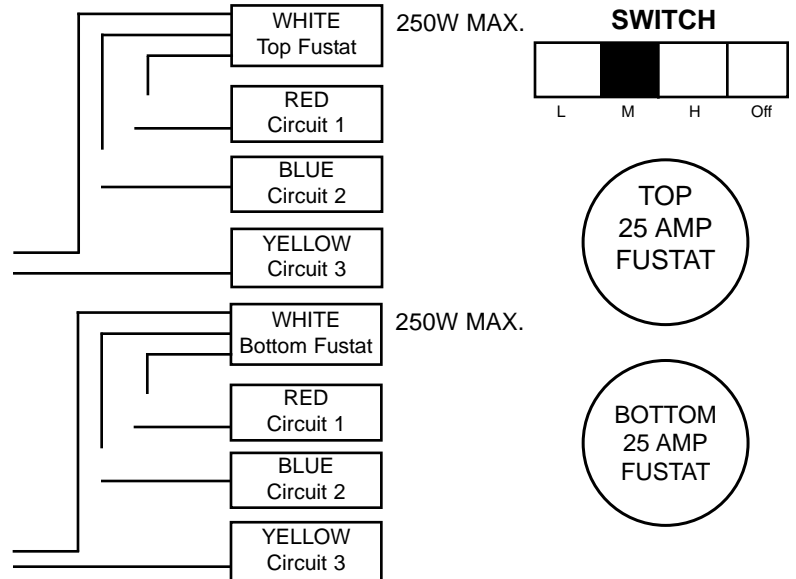 WHITE
Top Fustat
250W MAX.
RED
Circuit 1
BLUE
Circuit 2
YELLOW
Circuit 3
WHITE
Bottom Fustat
250W MAX.
RED
Circuit 1
BLUE
Circuit 2
YELLOW
Circuit 3
SWITCH
L M H Off
TOP
25 AMP
FUSTAT
BOTTOM
25 AMP
FUSTAT